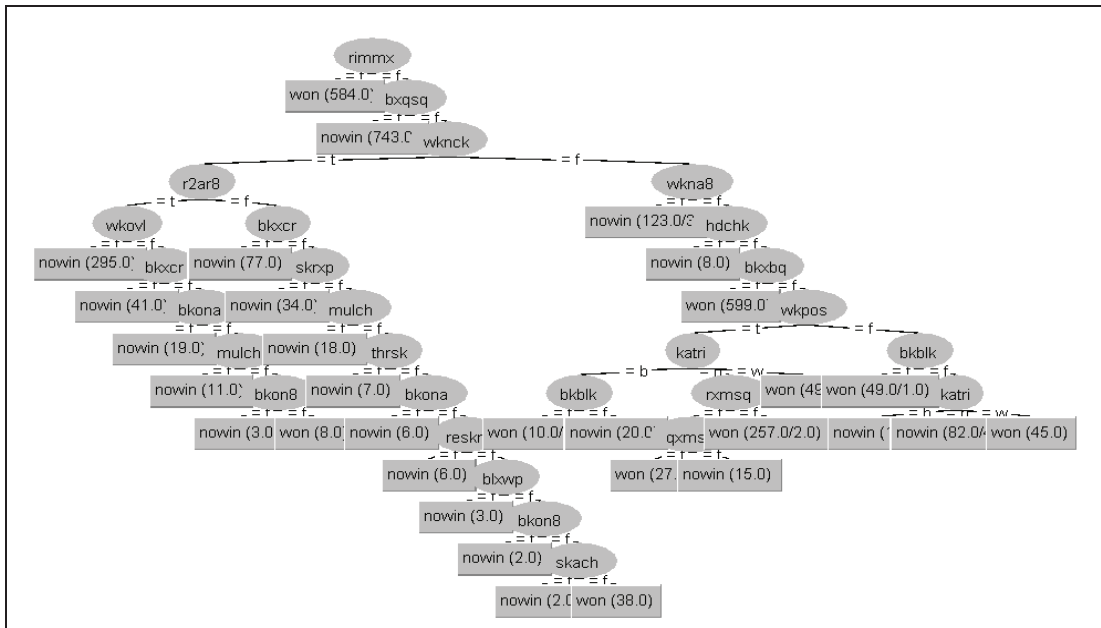 rimmx
= t = f
won (584.0) bxqsq
= t = f
nowin (743.0 wknck
= t = f
r2ar8 wkna8
= t = f = t = f
wkovl bkxcr nowin (123.0/3 hdchk
= t = f = t = f = t = f
nowin (295.0) bkxcr nowin (77.0) skrxp nowin (8.0) bkxbq
= t = f = t = f = t = f
nowin (41.0) bkona nowin (34.0) mulch won (599.0 wkpos
= t = f = t = f = t = f
nowin (19.0) mulch nowin (18.0) thrsk katri bkblk
= t = f = t = f = b = n = w = t = f
nowin (11.0) bkon8 nowin (7.0) bkona bkblk rxmsq won (49 won (49.0/1.0) katri
= t = f = t = f = t = f = t = f = b = n = w
nowin (3.0 won (8.0) nowin (6.0) reskr won (10.0/ nowin (20.0 qxms won (257.0/2.0) nowin ( nowin (82.0/ won (45.0)
= t = f = t = f
nowin (6.0) blxwp won (27. nowin (15.0)
= t = f
nowin (3.0) bkon8
= t = f
nowin (2.0) skach
= t = f
nowin (2.0 won (38.0)